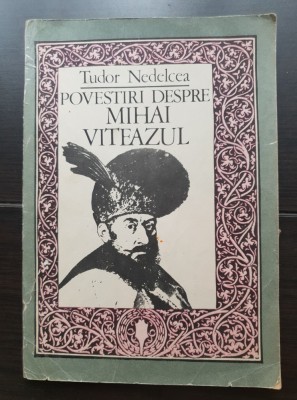 Tudor Nedelcea
POVESTIRI DESPRE
MIHAI
VITEAZUL